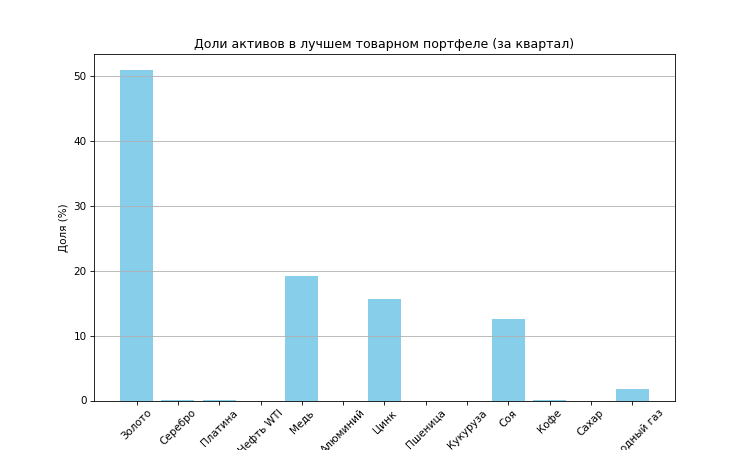 Доли активов в лучшем товарном портфеле (за квартал)
Доля (%)
50
40
30
20
10
0
Золото
Серебро
Платина
Нефть WTI
Медь
Алюминий
Цинк
Пшеница
Кукуруза
Соя
Кофе
Сахар
одный газ